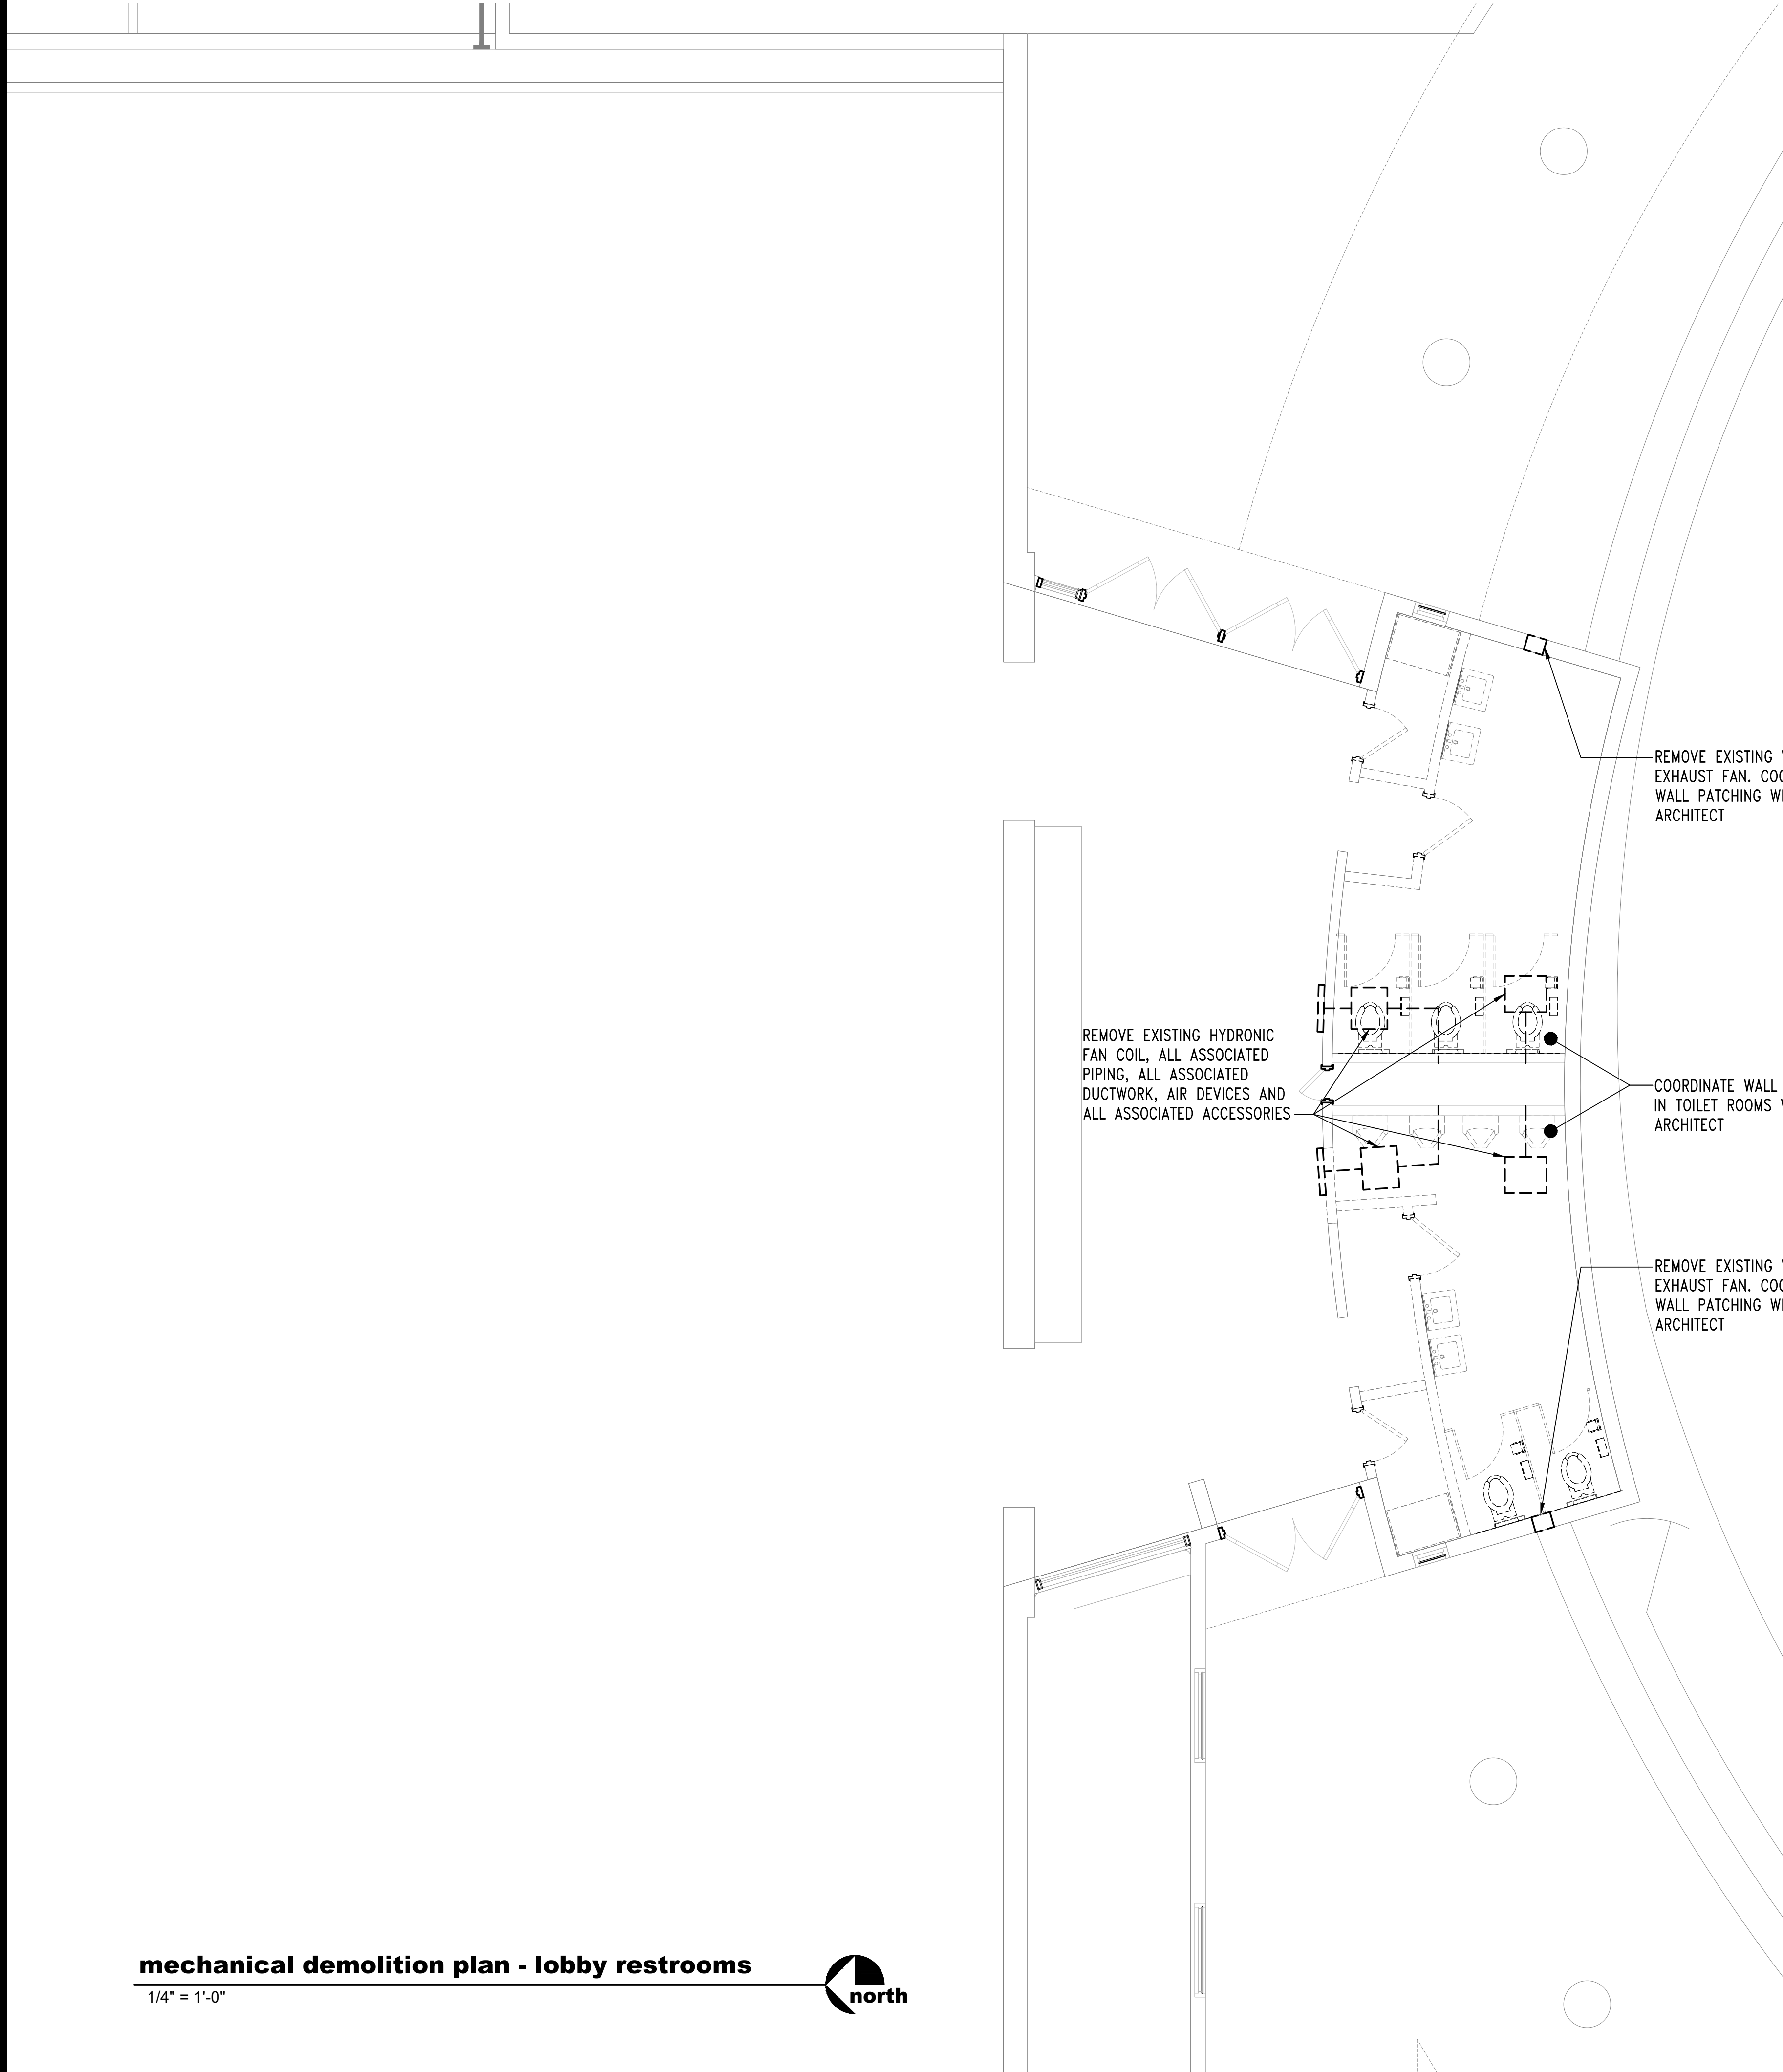 REMOVE EXISTING
EXHAUST FAN.
WALL PATCHING
ARCHITECT
REMOVE EXISTING HYDRONIC
FAN COIL, ALL ASSOCIATED
PIPING, ALL ASSOCIATED
DUCTWORK, AIR DEVICES AND
ALL ASSOCIATED ACCESSORIES
COORDINATE WALL
IN TOILET ROOMS
ARCHITECT
REMOVE EXISTING
EXHAUST FAN.
WALL PATCHING
ARCHITECT
mechanical demolition plan - lobby restrooms
1/4" = 1'-0"
north